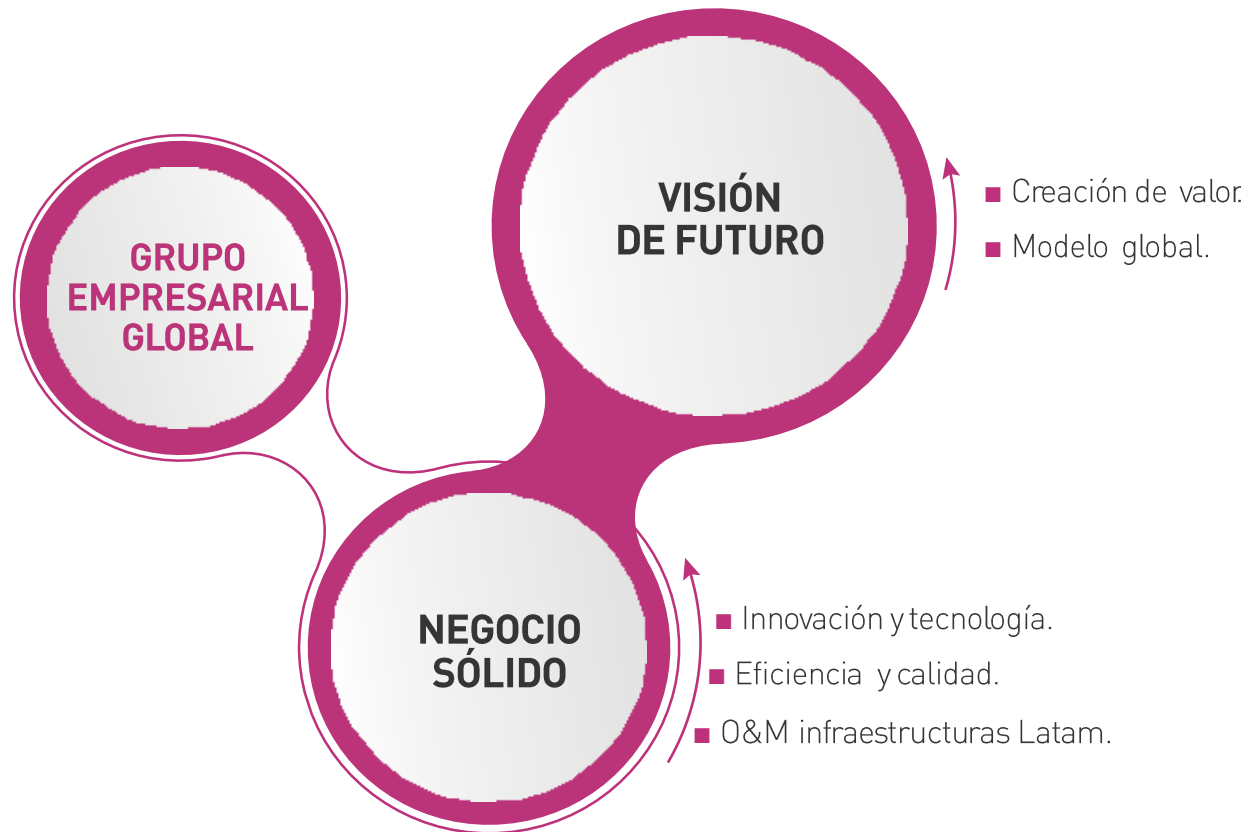 GRUPO
EMPRESARIAL
GLOBAL
VISIÓN
DE FUTURO
■ Creación de valor.
■ Modelo global.
NEGOCIO
SÓLIDO
■ Innovación y tecnología.
■ Eficiencia y calidad.
■ O&M infraestructuras Latam.